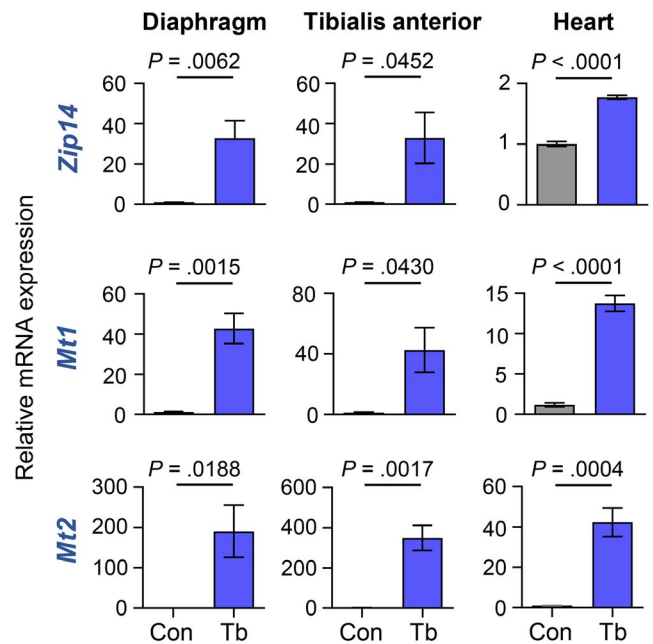 Diaphragm Tibialis anterior Heart
P = .0062 P = .0452 P < .0001
Zip14
60 40 20 0
60 40 20 0
2 1 0
P = .0015 P = .0430 P < .0001
Relative mRNA expression
Mt1
60 40 20 0
80 40 0
15 10 5 0
P = .0188 P = .0017 P = .0004
Mt2
300 200 100 0
600 400 200 0
60 40 20 0
Con Tb Con Tb Con Tb